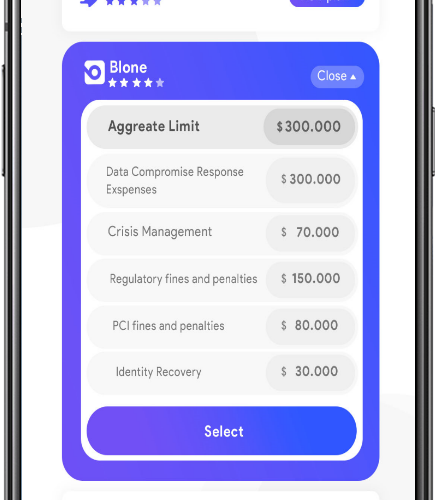 Blone
Close
Aggreate Limit
$300.000
Data Compromise Response
Exspenses
$300.000
Crisis Management
$ 70.000
Regulatory fines and penalties
$ 150.000
PCI fines and penalties
$ 80.000
Identity Recovery
$ 30.000
Select